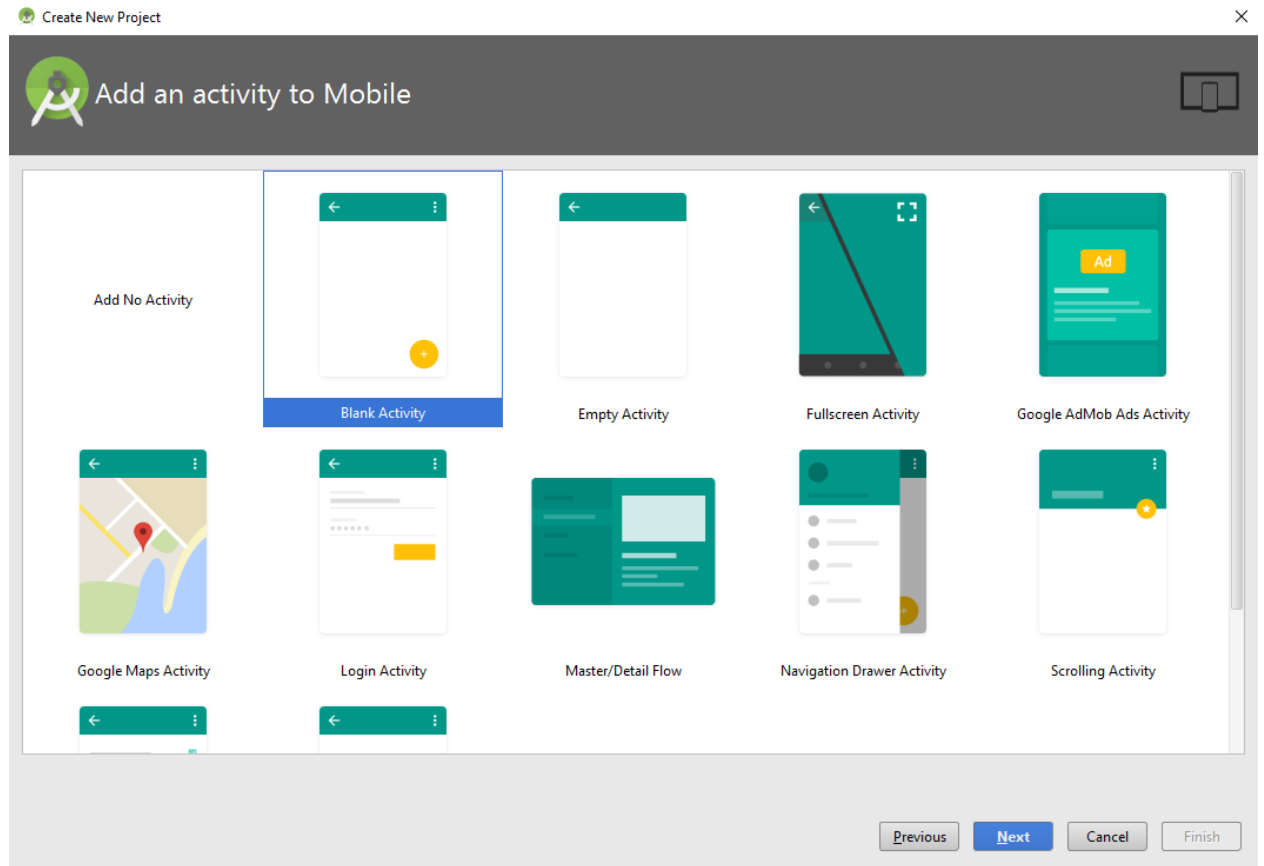 Create New Project
Add an activity to Mobile
Add No Activity
Blank Activity
Empty Activity
Fullscreen Activity
Ad
Google AdMob Ads Activity
Google Maps Activity
Login Activity
Master/Detail Flow
Navigation Drawer Activity
Scrolling Activity
Previous
Next
Cancel
Finish